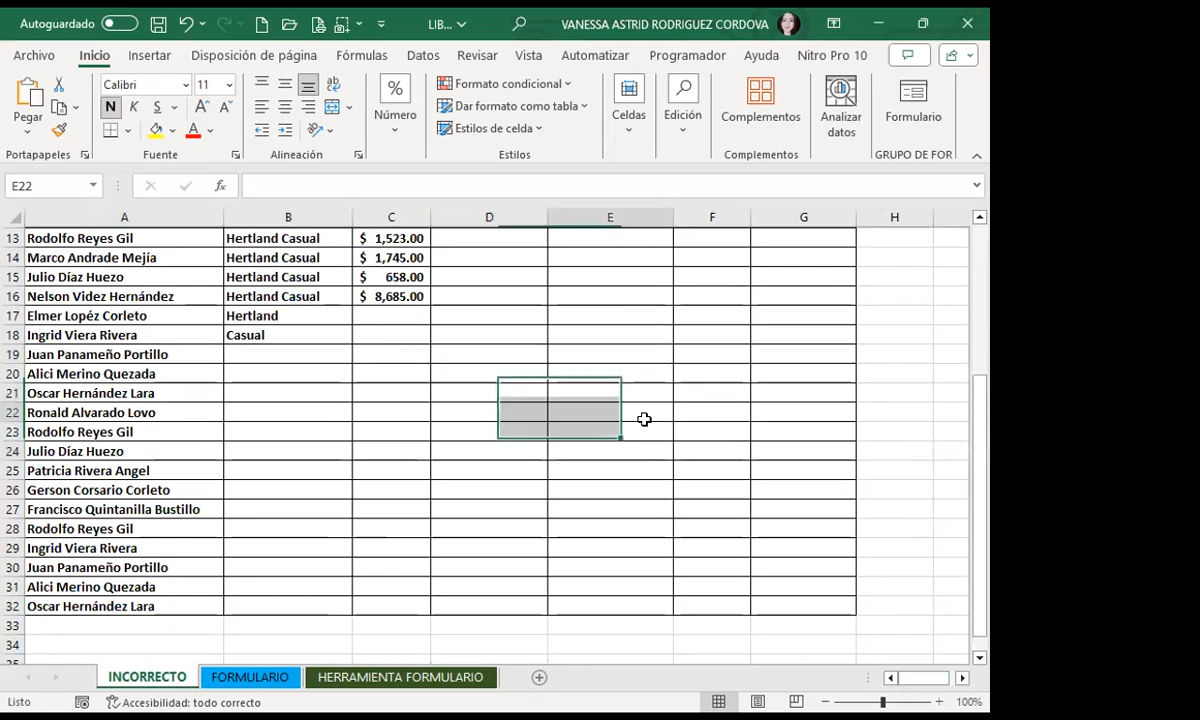 Autoguardado LIB... VANESSA ASTRID RODRIGUEZ CORDOVA
Archivo Inicio Insertar Disposición de página Fórmulas Datos Revisar Vista Automatizar Programador Ayuda Nitro Pro 10
Pegar
Portapapeles
Calibri 11
N K S A A
A
Fuente
Alineación
%
Número
Formato condicional
Dar formato como tabla
Estilos de celda
Estilos
Celdas
Edición
Complementos
Complementos
Analizar
datos
Formulario
GRUPO DE FOR
E22 fx
A B C D E F G H
13 Rodolfo Reyes Gil Hertland Casual $ 1,523.00
14 Marco Andrade Mejía Hertland Casual $ 1,745.00
15 Julio Díaz Huezo Hertland Casual $ 658.00
16 Nelson Videz Hernández Hertland Casual $ 8,685.00
17 Elmer Lopéz Corleto Hertland
18 Ingrid Viera Rivera Casual
19 Juan Panameño Portillo
20 Alici Merino Quezada
21 Oscar Hernández Lara
22 Ronald Alvarado Lovo
23 Rodolfo Reyes Gil
24 Julio Díaz Huezo
25 Patricia Rivera Angel
26 Gerson Corsario Corleto
27 Francisco Quintanilla Bustillo
28 Rodolfo Reyes Gil
29 Ingrid Viera Rivera
30 Juan Panameño Portillo
31 Alici Merino Quezada
32 Oscar Hernández Lara
33
34
35
INCORRECTO FORMULARIO HERRAMIENTA FORMULARIO
Listo Accesibilidad: todo correcto 100%